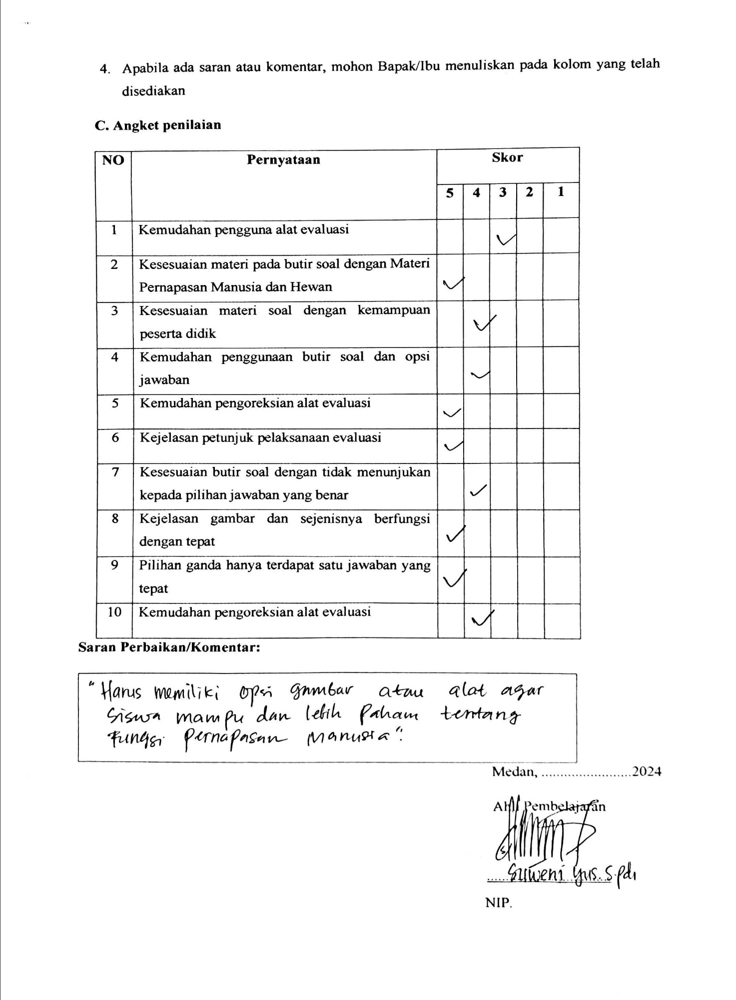 4. Apabila ada saran atau komentar, mohon Bapak/Ibu menuliskan pada kolom yang telah
disediakan
C. Angket penilaian
NO Pernyataan Skor
5 4 3 2 1
1 Kemudahan pengguna alat evaluasi ✓
2 Kesesuaian materi pada butir soal dengan Materi
Pernapasan Manusia dan Hewan ✓
3 Kesesuaian materi soal dengan kemampuan
peserta didik ✓
4 Kemudahan penggunaan butir soal dan opsi
jawaban ✓
5 Kemudahan pengoreksian alat evaluasi ✓
6 Kejelasan petunjuk pelaksanaan evaluasi ✓
7 Kesesuaian butir soal dengan tidak menunjukan
kepada pilihan jawaban yang benar ✓
8 Kejelasan gambar dan sejenisnya berfungsi
dengan tepat ✓
9 Pilihan ganda hanya terdapat satu jawaban yang
tepat ✓
10 Kemudahan pengoreksian alat evaluasi ✓
Saran Perbaikan/Komentar:
"Harus memiliki opsi gambar atau alat agar
siswa mampu dan lebih paham tentang
fungsi pernapasan manusia".
Medan, ........................2024
Ahli Pembelajaran
Suweni Yus. S.Pdi
NIP.